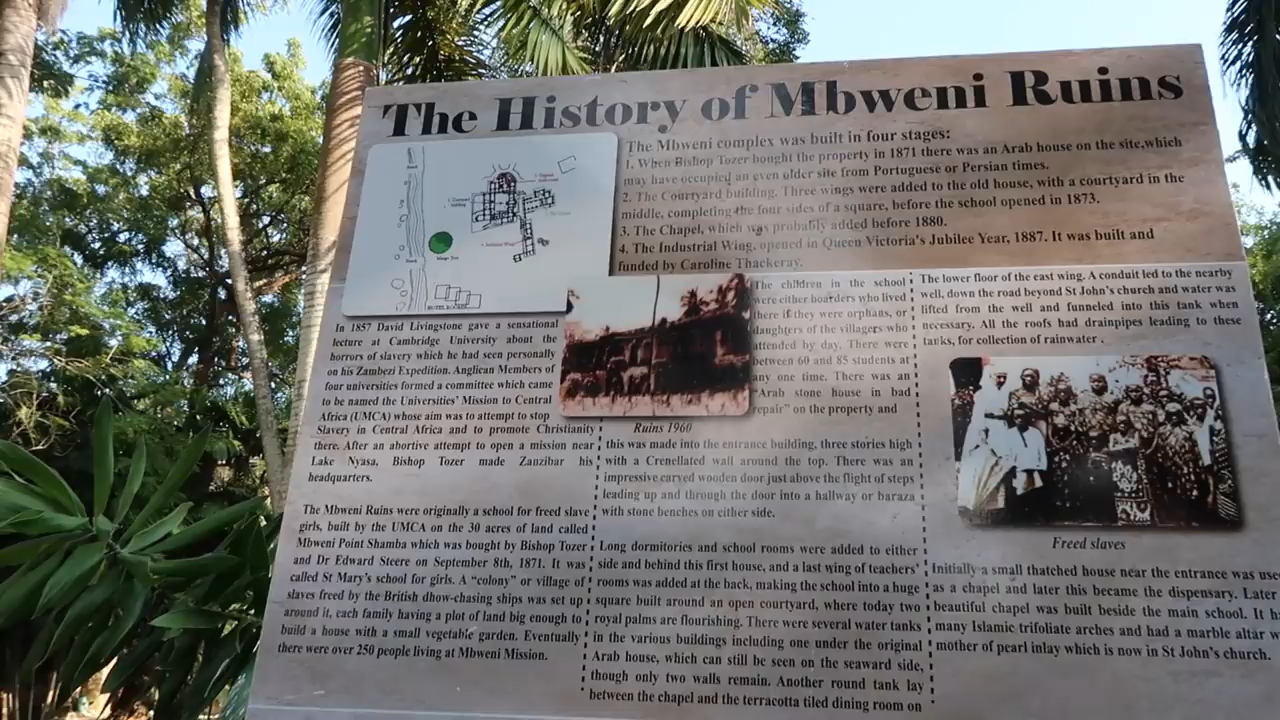 The History of Mbweni Ruins
The Mbweni complex was built in four stages:
1. When Bishop Tozer bought the property in 1871 there was an Arab house on the site,which
may have occupied an even older site from Portuguese or Persian times.
2. The Courtyard building. Three wings were added to the old house, with a courtyard in the
middle, completing the four sides of a square, before the school opened in 1873.
3. The Chapel, which was probably added before 1880.
4. The Industrial Wing, opened in Queen Victoria's Jubilee Year, 1887. It was built and
funded by Caroline Thackeray.
In 1857 David Livingstone gave a sensational
lecture at Cambridge University about the
horrors of slavery which he had seen personally
on his Zambezi Expedition. Anglican Members of
four universities formed a committee which came
to be named the Universities' Mission to Central
Africa (UMCA) whose aim was to attempt to stop
Slavery in Central Africa and to promote Christianity
there. After an abortive attempt to open a mission near
Lake Nyasa, Bishop Tozer made Zanzibar his
headquarters.
The Mbweni Ruins were originally a school for freed slave
girls, built by the UMCA on the 30 acres of land called
Mbweni Point Shamba which was bought by Bishop Tozer
and Dr Edward Steere on September 8th, 1871. It was
called St Mary's school for girls. A "colony" or village of
slaves freed by the British dhow-chasing ships was set up
around it, each family having a plot of land big enough to
build a house with a small vegetable garden. Eventually
there were over 250 people living at Mbweni Mission.
Ruins 1960
The children in the school
were either boarders who lived
there if they were orphans, or
daughters of the villagers who
attended by day. There were
between 60 and 85 students at
any one time. There was an
"Arab stone house in bad
repair" on the property and
this was made into the entrance building, three stories high
with a Crenellated wall around the top. There was an
impressive carved wooden door just above the flight of steps
leading up and through the door into a hallway or baraza
with stone benches on either side.
Long dormitories and school rooms were added to either
side and behind this first house, and a last wing of teachers'
rooms was added at the back, making the school into a huge
square built around an open courtyard, where today two
royal palms are flourishing. There were several water tanks
in the various buildings including one under the original
Arab house, which can still be seen on the seaward side,
though only two walls remain. Another round tank lay
between the chapel and the terracotta tiled dining room on
The lower floor of the east wing. A conduit led to the nearby
well, down the road beyond St John's church and water was
lifted from the well and funneled into this tank when
necessary. All the roofs had drainpipes leading to these
tanks, for collection of rainwater .
Freed slaves
Initially a small thatched house near the entrance was use
as a chapel and later this became the dispensary. Later
beautiful chapel was built beside the main school. It h
many Islamic trifoliate arches and had a marble altar w
mother of pearl inlay which is now in St John's church.